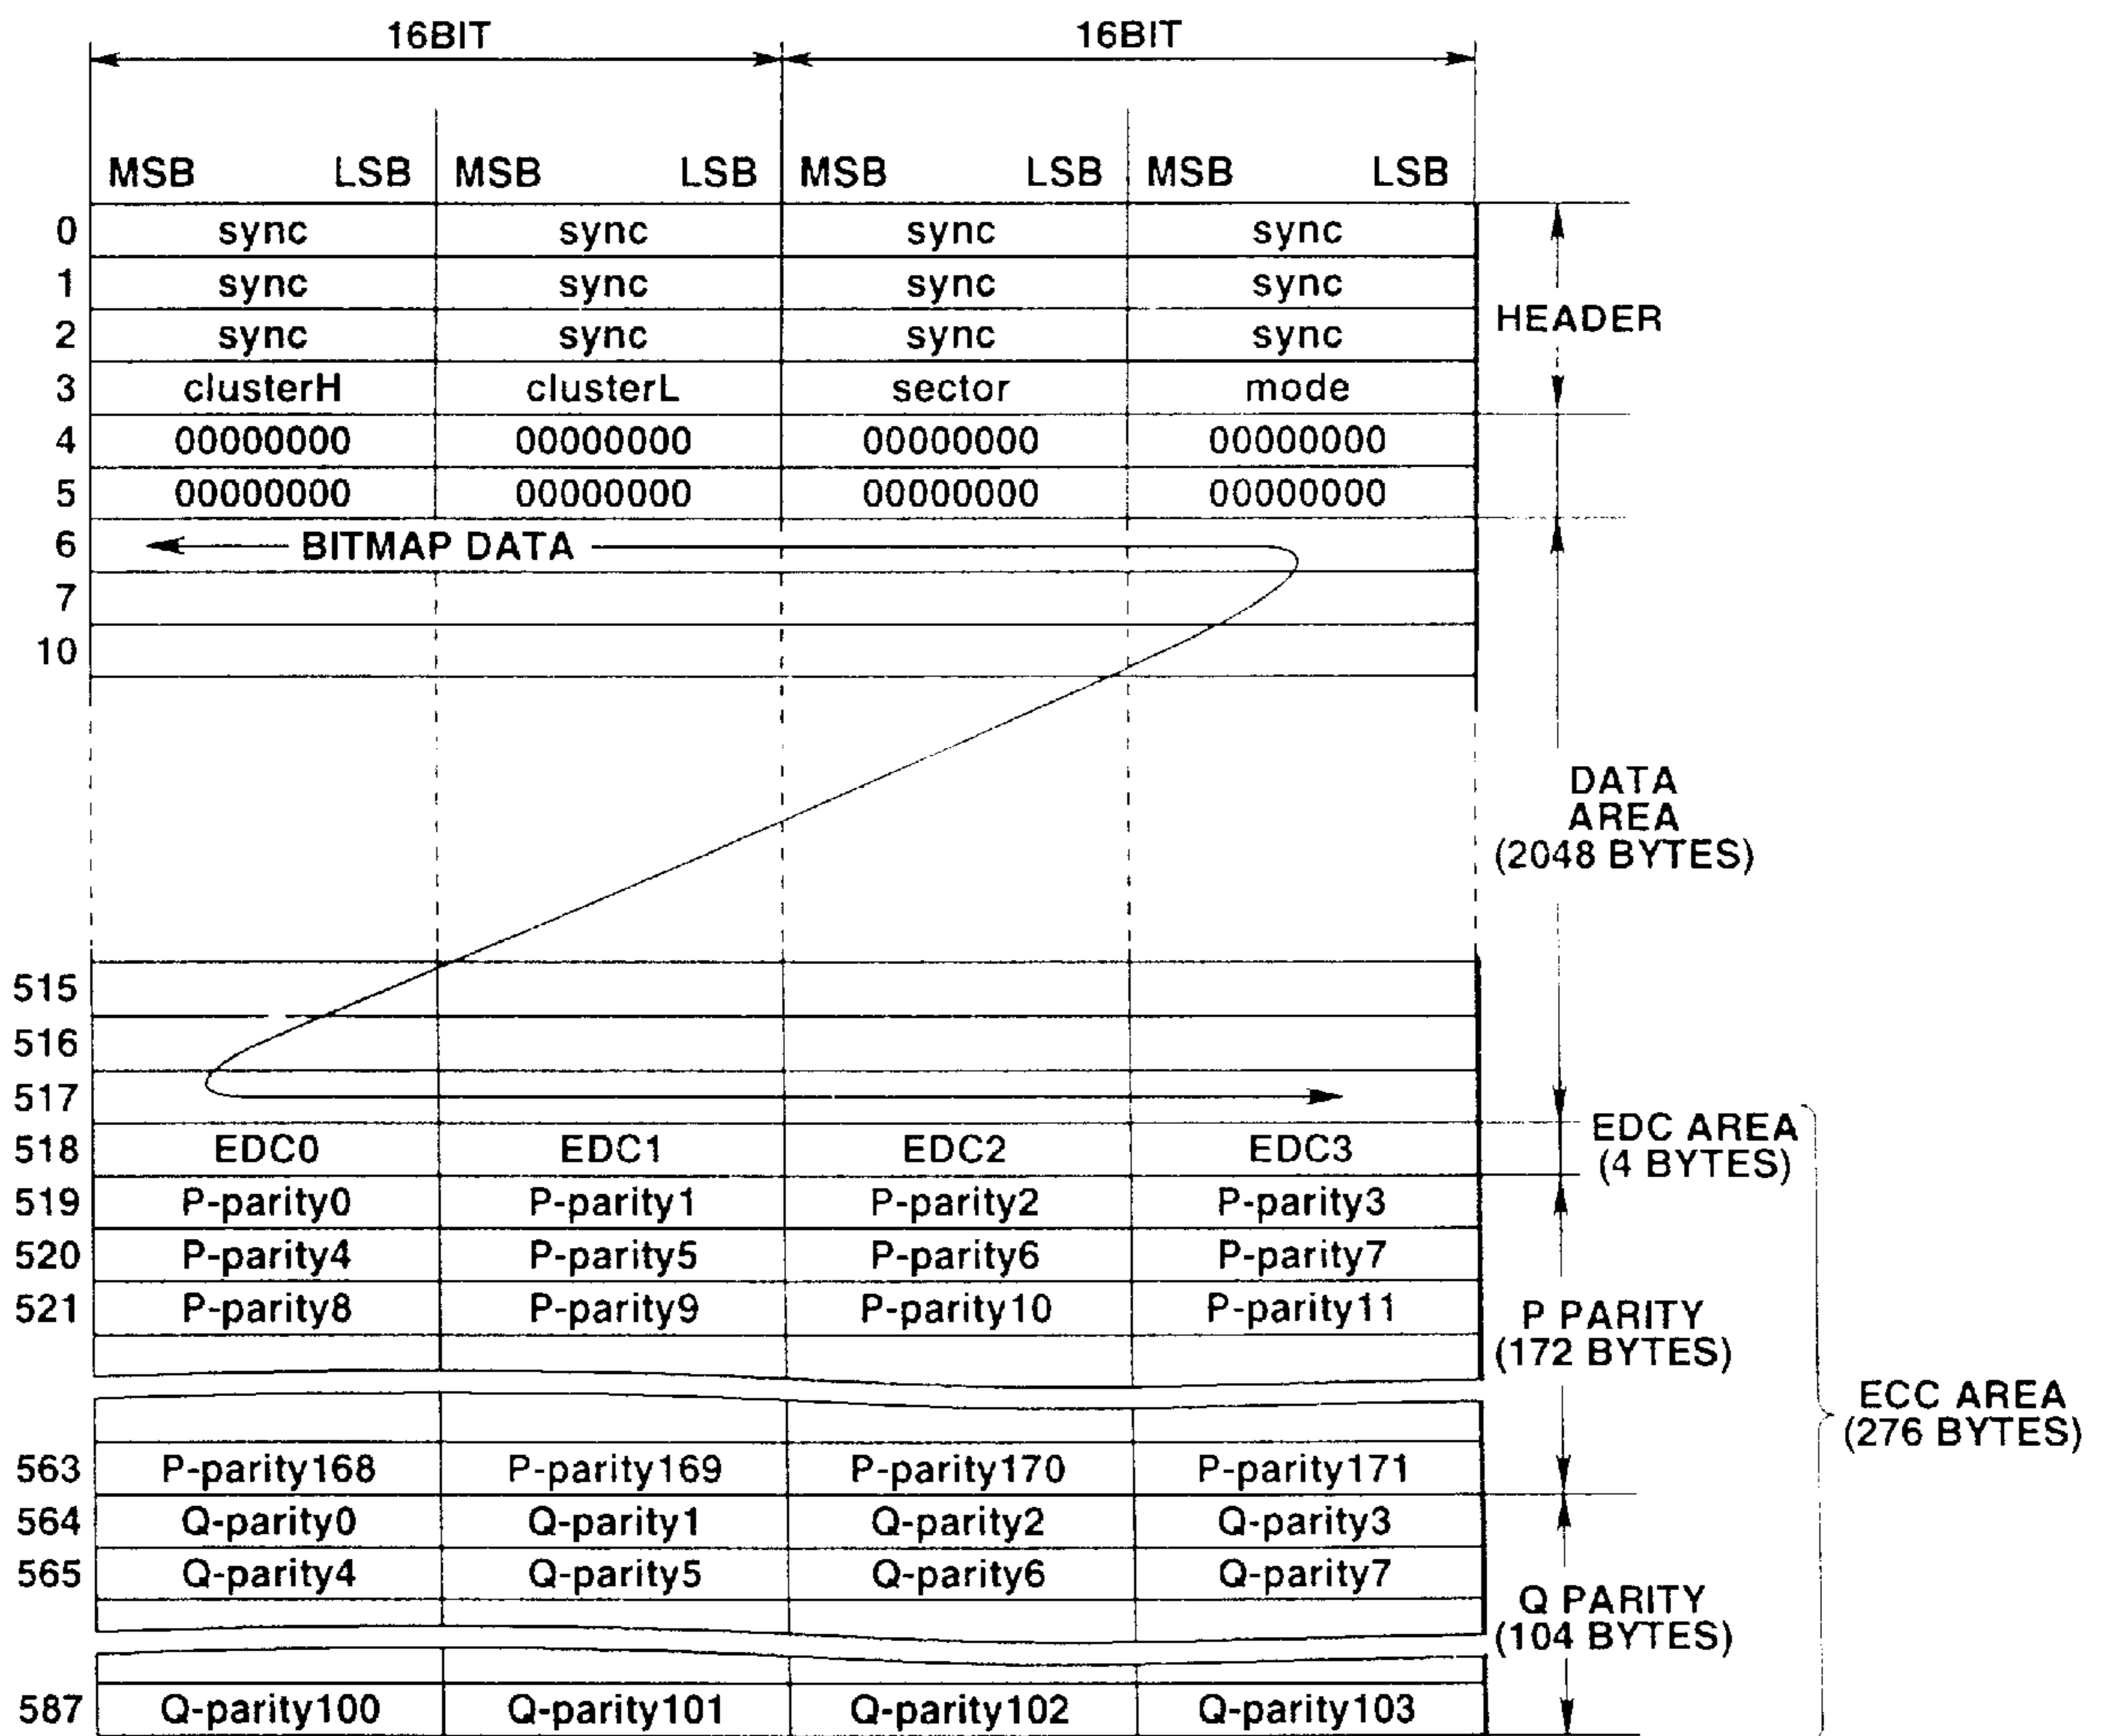 16BIT 16BIT
MSB LSB MSB LSB MSB LSB MSB LSB
0 sync sync sync sync
1 sync sync sync sync
2 sync sync sync sync
HEADER
3 clusterH clusterL sector mode
4 00000000 00000000 00000000 00000000
5 00000000 00000000 00000000 00000000
6 BITMAP DATA
7
10
DATA
AREA
(2048 BYTES)
515
516
517
518 EDC0 EDC1 EDC2 EDC3
EDC AREA
(4 BYTES)
519 P-parity0 P-parity1 P-parity2 P-parity3
520 P-parity4 P-parity5 P-parity6 P-parity7
521 P-parity8 P-parity9 P-parity10 P-parity11
P PARITY
(172 BYTES)
ECC AREA
(276 BYTES)
563 P-parity168 P-parity169 P-parity170 P-parity171
564 Q-parity0 Q-parity1 Q-parity2 Q-parity3
565 Q-parity4 Q-parity5 Q-parity6 Q-parity7
Q PARITY
(104 BYTES)
587 Q-parity100 Q-parity101 Q-parity102 Q-parity103